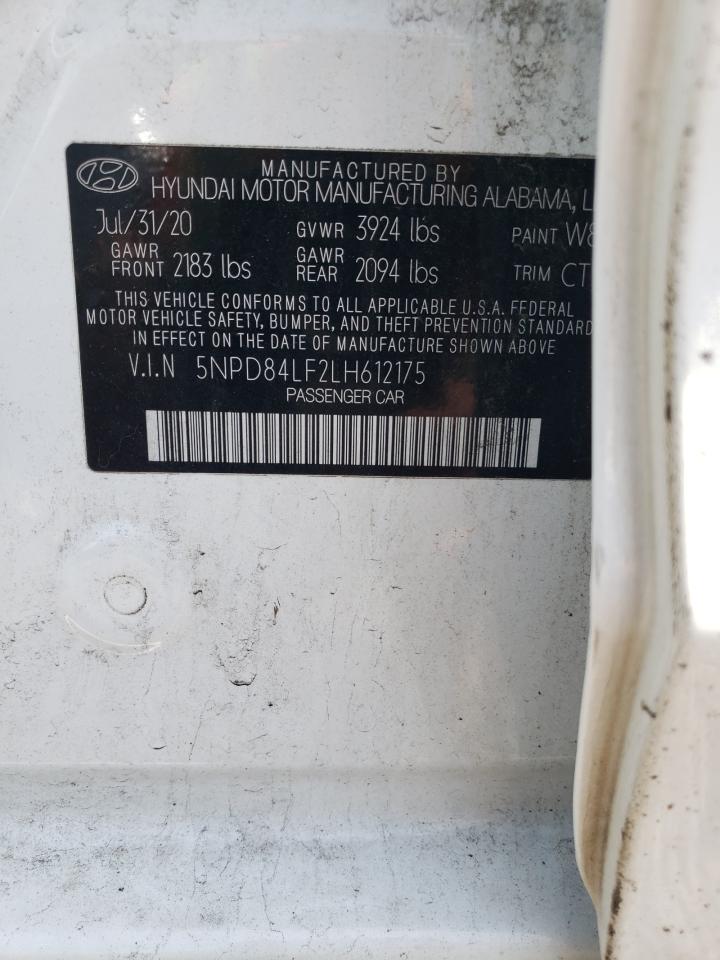 MANUFACTURED BY
HYUNDAI MOTOR MANUFACTURING ALABAMA, L
Jul/31/20 GVWR 3924 lbs PAINT W8
GAWR FRONT 2183 lbs GAWR REAR 2094 lbs TRIM CT
THIS VEHICLE CONFORMS TO ALL APPLICABLE U.S.A. FEDERAL
MOTOR VEHICLE SAFETY, BUMPER, AND THEFT PREVENTION STANDARD
IN EFFECT ON THE DATE OF MANUFACTURE SHOWN ABOVE
V.I.N 5NPD84LF2LH612175
PASSENGER CAR